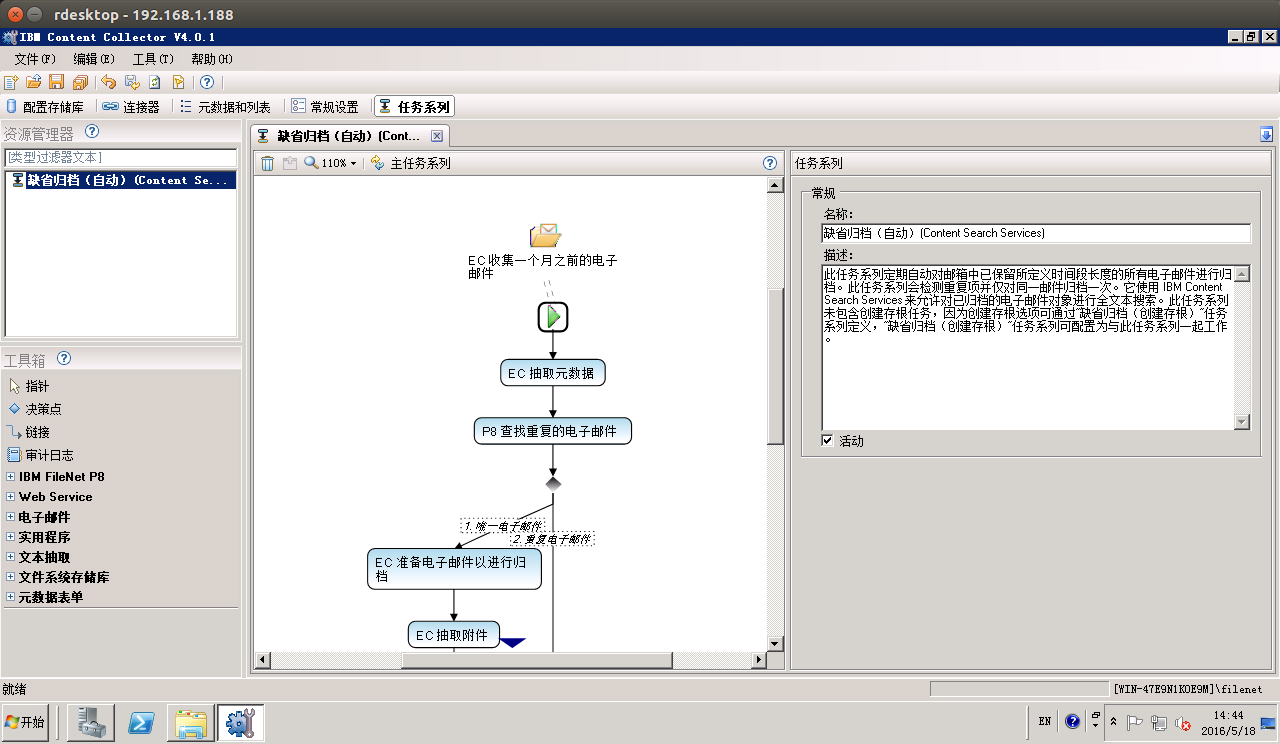 rdesktop - 192.168.1.188
IBM Content Collector V4.0.1
文件(F) 编辑(E) 工具(T) 帮助(H)
配置存储库 连接器 元数据和列表 常规设置 任务系列
资源管理器
[类型过滤器文本]
缺省归档（自动）(Content Se...
工具箱
指针
决策点
链接
审计日志
IBM FileNet P8
Web Service
电子邮件
实用程序
文本抽取
文件系统存储库
元数据表单
缺省归档（自动）(Cont...
110% 主任务系列
EC 收集一个月之前的电子
邮件
EC 抽取元数据
P8 查找重复的电子邮件
1. 唯一电子邮件
2. 重复电子邮件
EC 准备电子邮件以进行归
档
EC 抽取附件
任务系列
常规
名称：
缺省归档（自动）(Content Search Services)
描述：
此任务系列定期自动对邮箱中已保留所定义时间段长度的所有电子邮件进行归
档。此任务系列会检测重复项并仅对同一邮件归档一次。它使用 IBM Content
Search Services 来允许对已归档的电子邮件对象进行全文本搜索。此任务系列
未包含创建存根任务，因为创建存根选项可通过"缺省归档（创建存根）"任务
系列定义，"缺省归档（创建存根）"任务系列可配置为与此任务系列一起工作
。
活动
就绪
[WIN-47E9N1KOE9M]\filenet
开始
EN
14:44
2016/5/18